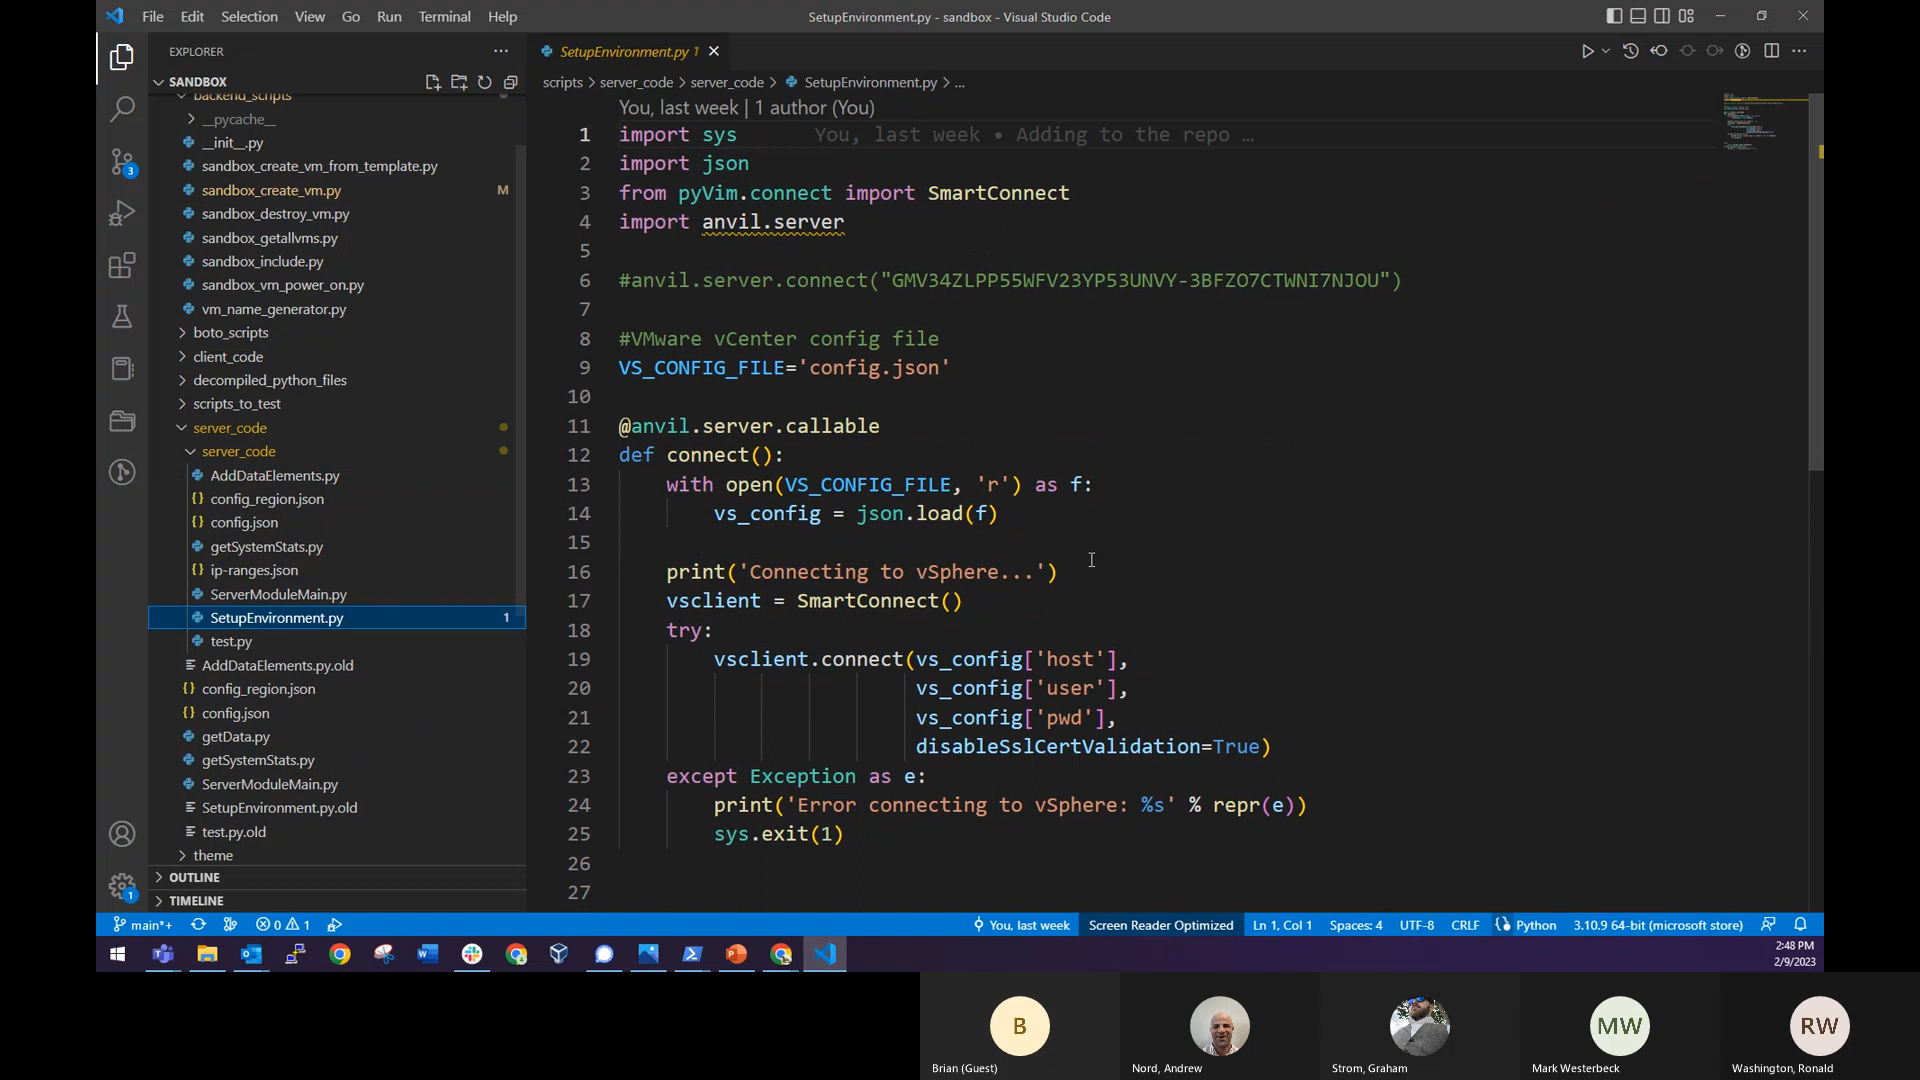 File Edit Selection View Go Run Terminal Help
SetupEnvironment.py - sandbox - Visual Studio Code
EXPLORER
SANDBOX
backend_scripts
__pycache__
__init__.py
sandbox_create_vm_from_template.py
sandbox_create_vm.py M
sandbox_destroy_vm.py
sandbox_getallvms.py
sandbox_include.py
sandbox_vm_power_on.py
vm_name_generator.py
boto_scripts
client_code
decompiled_python_files
scripts_to_test
server_code
server_code
AddDataElements.py
config_region.json
config.json
getSystemStats.py
ip-ranges.json
ServerModuleMain.py
SetupEnvironment.py 1
test.py
AddDataElements.py.old
config_region.json
config.json
getData.py
getSystemStats.py
ServerModuleMain.py
SetupEnvironment.py.old
test.py.old
theme
OUTLINE
TIMELINE
3
1
SetupEnvironment.py 1
scripts > server_code > server_code > SetupEnvironment.py > ...
You, last week | 1 author (You)
1 import sys You, last week • Adding to the repo …
2 import json
3 from pyVim.connect import SmartConnect
4 import anvil.server
5
6 #anvil.server.connect("GMV34ZLPP55WFV23YP53UNVY-3BFZO7CTWNI7NJOU")
7
8 #VMware vCenter config file
9 VS_CONFIG_FILE='config.json'
10
11 @anvil.server.callable
12 def connect():
13 with open(VS_CONFIG_FILE, 'r') as f:
14 vs_config = json.load(f)
15
16 print('Connecting to vSphere...')
17 vsclient = SmartConnect()
18 try:
19 vsclient.connect(vs_config['host'],
20 vs_config['user'],
21 vs_config['pwd'],
22 disableSslCertValidation=True)
23 except Exception as e:
24 print('Error connecting to vSphere: %s' % repr(e))
25 sys.exit(1)
26
27
main*+ 0 1 You, last week Screen Reader Optimized Ln 1, Col 1 Spaces: 4 UTF-8 CRLF Python 3.10.9 64-bit (microsoft store)
2:48 PM
2/9/2023
B MW RW
Brian (Guest) Nord, Andrew Strom, Graham Mark Westerbeck Washington, Ronald